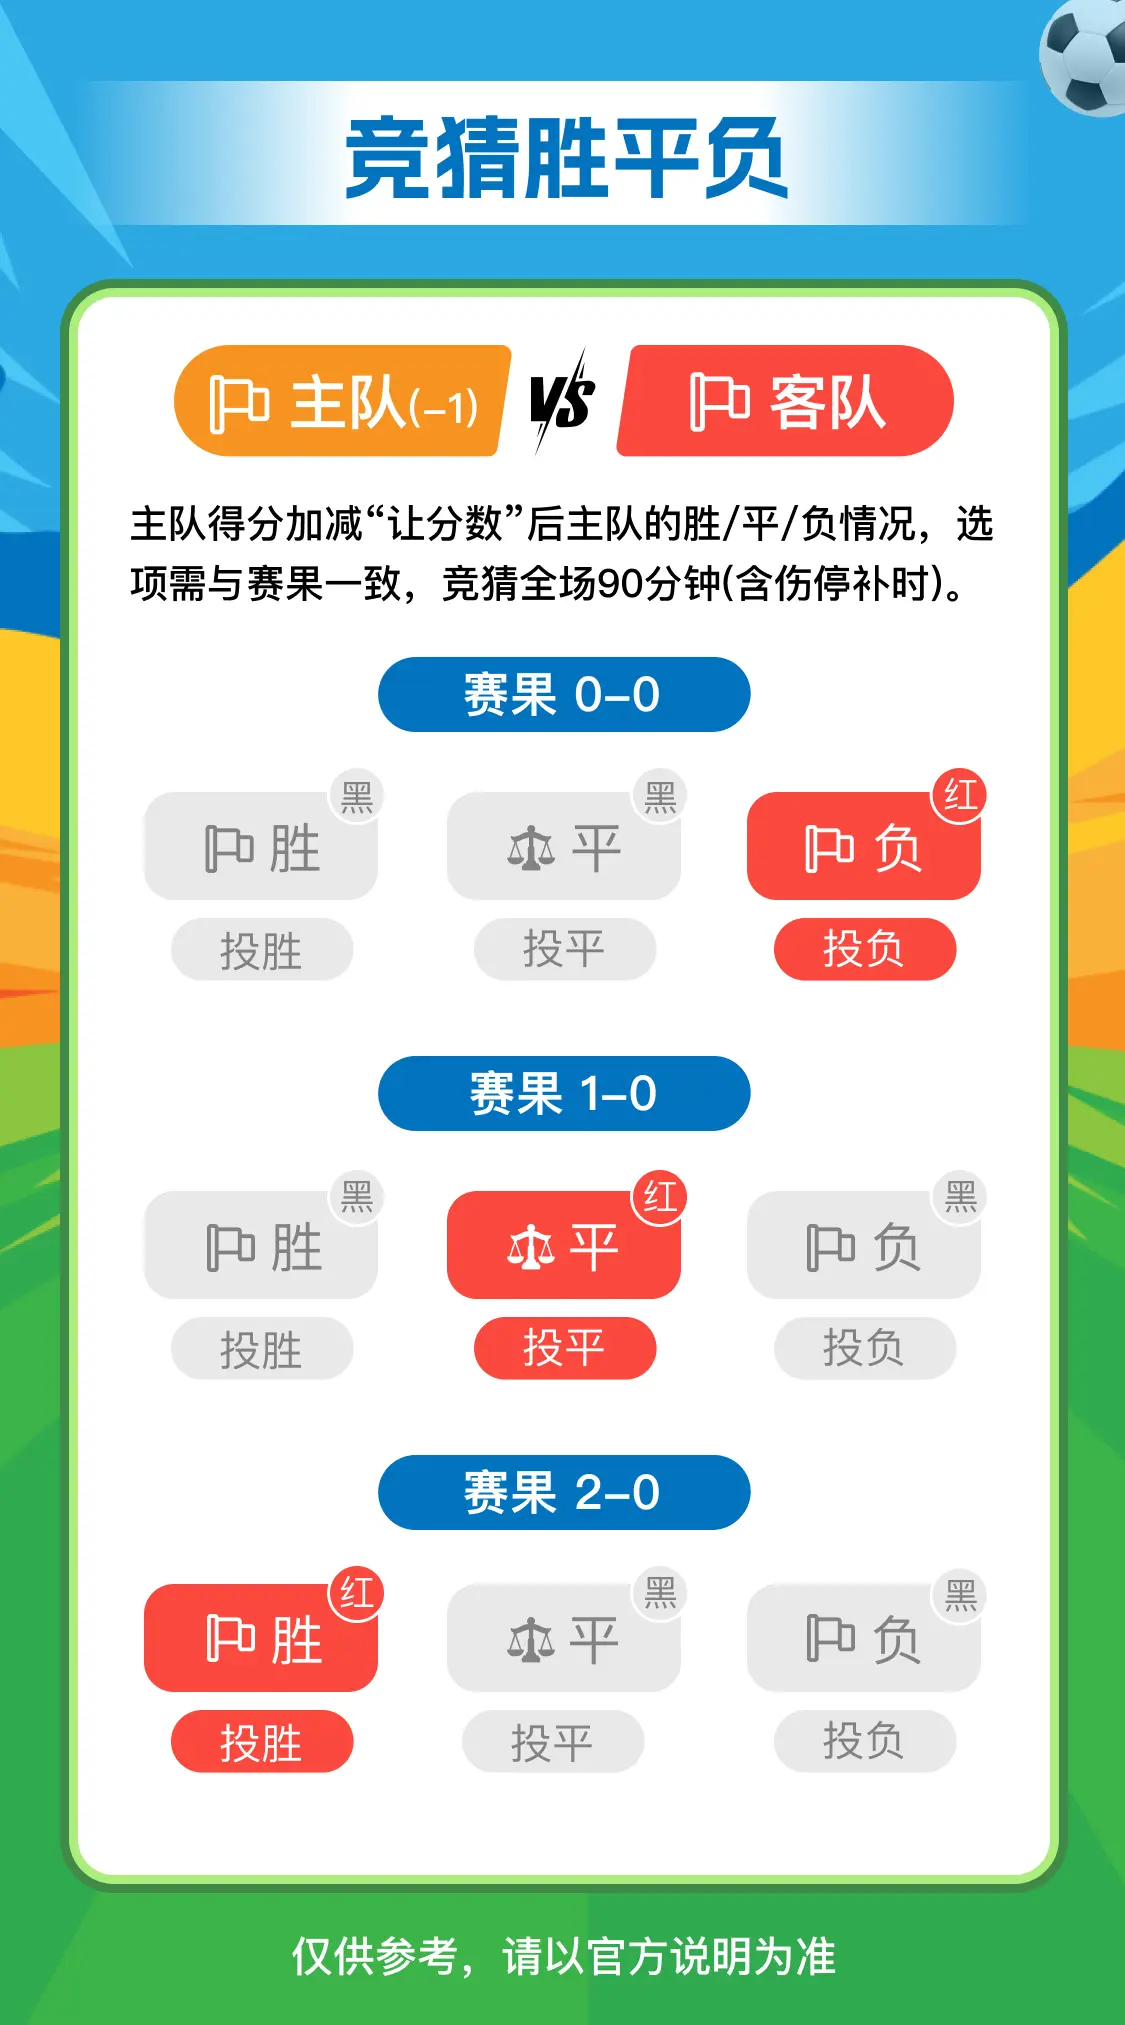 竞猜胜平负
主队(-1) VS 客队
主队得分加减“让分数”后主队的胜/平/负情况，选
项需与赛果一致，竞猜全场90分钟(含伤停补时)。
赛果 0-0
黑 黑 红
胜 平 负
投胜 投平 投负
赛果 1-0
黑 红 黑
胜 平 负
投胜 投平 投负
赛果 2-0
红 黑 黑
胜 平 负
投胜 投平 投负
仅供参考，请以官方说明为准